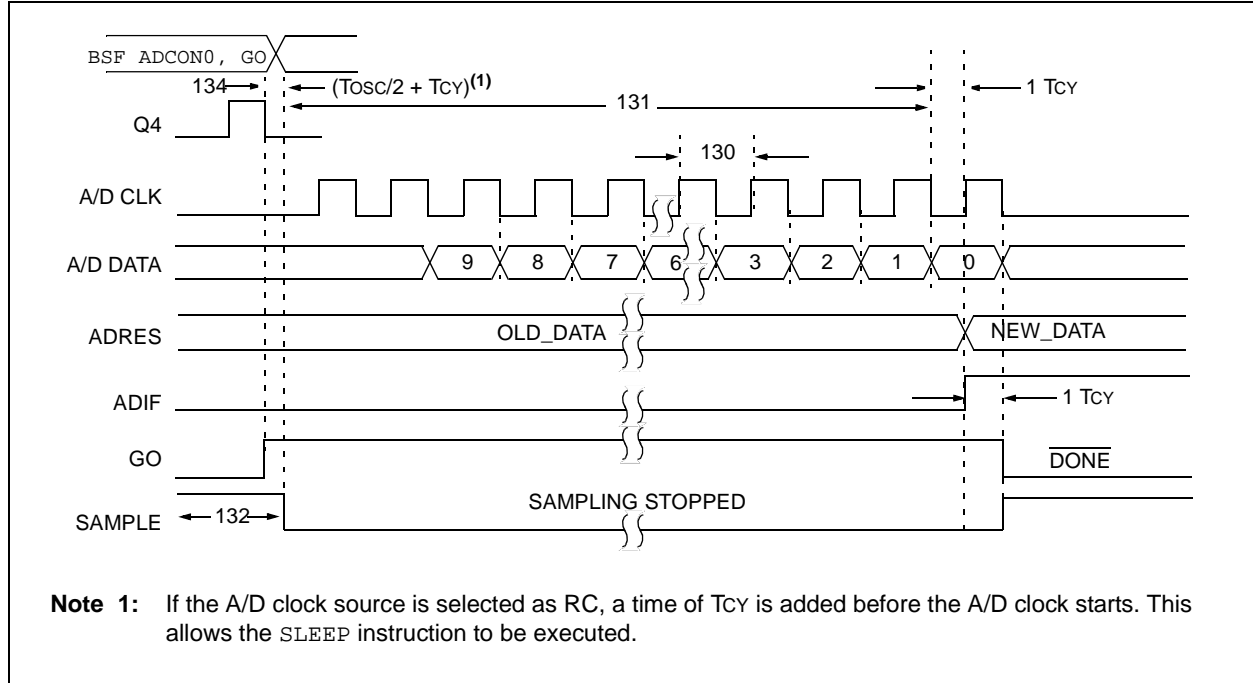 BSF ADCON0, GO
134
(TOSC/2 + TCY)(1)
131
1 TCY
Q4
130
A/D CLK
A/D DATA
9 8 7 6 3 2 1 0
ADRES
OLD_DATA
NEW_DATA
ADIF
1 TCY
GO
DONE
SAMPLE
132
SAMPLING STOPPED
Note 1: If the A/D clock source is selected as RC, a time of TCY is added before the A/D clock starts. This
allows the SLEEP instruction to be executed.